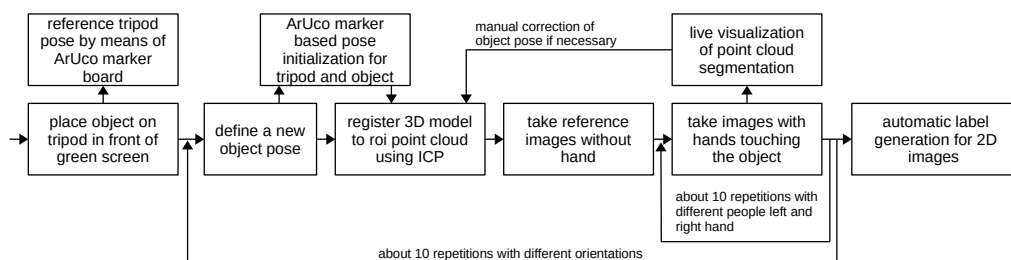 reference tripod
pose by means of
ArUco marker
board
ArUco marker
based pose
initialization for
tripod and object
manual correction of
object pose if necessary
live visualization
of point cloud
segmentation
place object on
tripod in front of
green screen
define a new
object pose
register 3D model
to roi point cloud
using ICP
take reference
images without
hand
take images with
hands touching
the object
automatic label
generation for 2D
images
about 10 repetitions with
different people left and
right hand
about 10 repetitions with different orientations